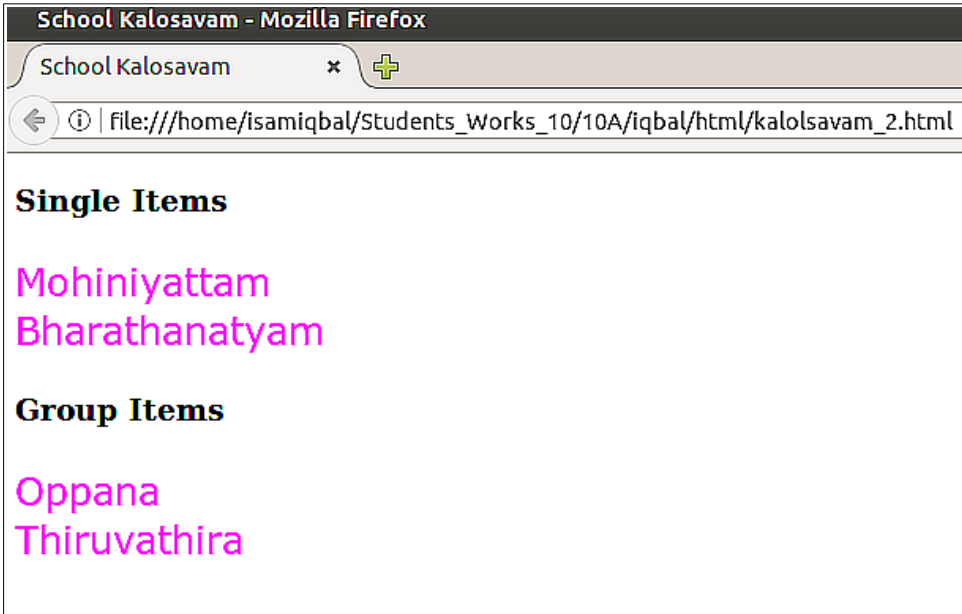 School Kalosavam - Mozilla Firefox
School Kalosavam
file:///home/isamiqbal/Students_Works_10/10A/iqbal/html/kalolsavam_2.html
Single Items
Mohiniyattam
Bharathanatyam
Group Items
Oppana
Thiruvathira